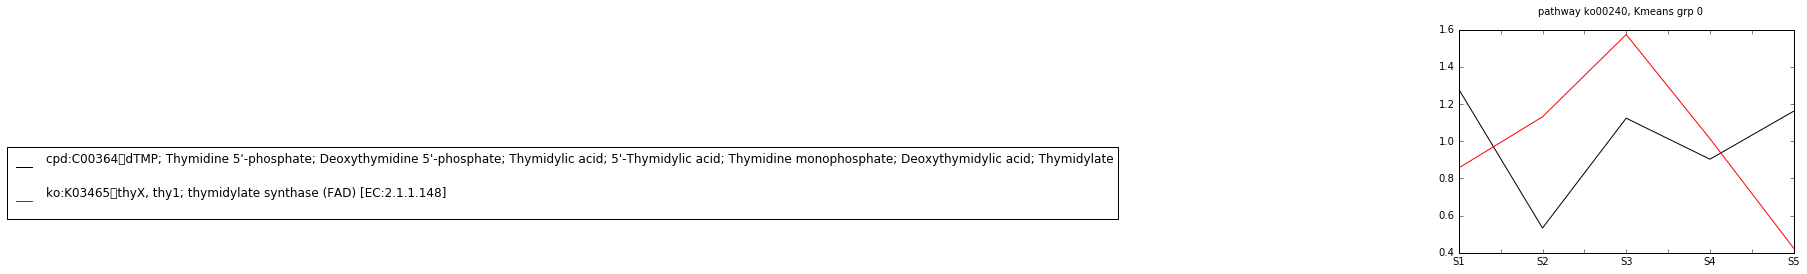 pathway ko00240, Kmeans grp 0
1.6
1.4
1.2
1.0
0.8
0.6
0.4
S1 S2 S3 S4 S5
cpd:C00364▯dTMP; Thymidine 5'-phosphate; Deoxythymidine 5'-phosphate; Thymidylic acid; 5'-Thymidylic acid; Thymidine monophosphate; Deoxythymidylic acid; Thymidylate
ko:K03465▯thyX, thy1; thymidylate synthase (FAD) [EC:2.1.1.148]